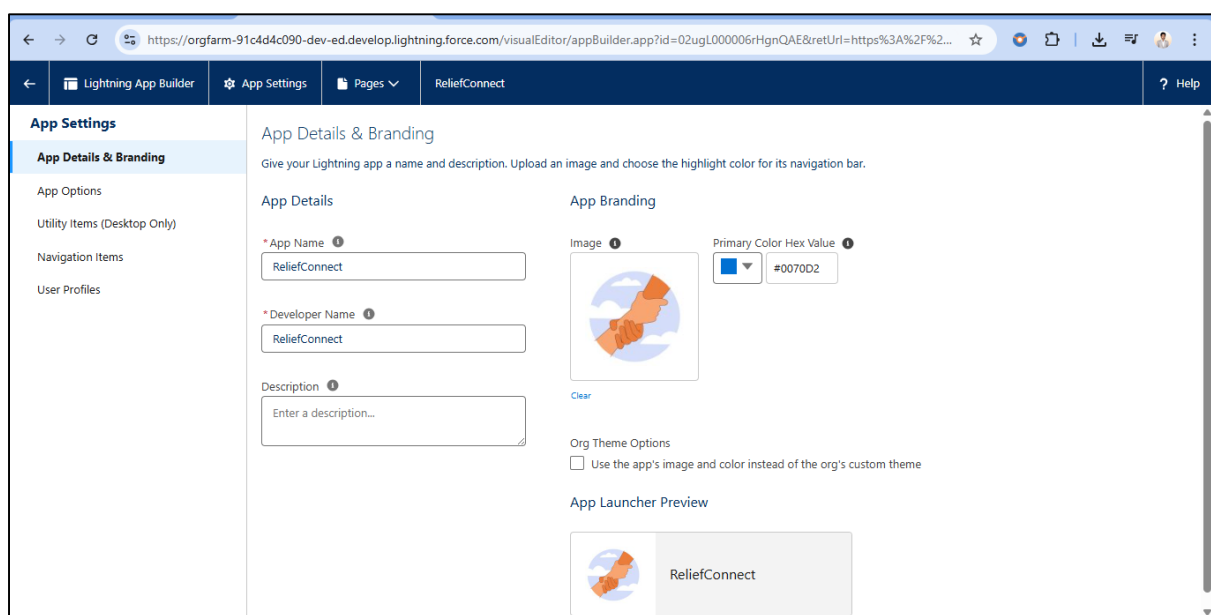 https://orgfarm-91c4d4c090-dev-ed.develop.lightning.force.com/visualEditor/appBuilder.app?id=02ugL000006rHgnQAE&retUrl=https%3A%2F%2...
Lightning App Builder
App Settings
Pages
ReliefConnect
? Help
App Settings
App Details & Branding
App Options
Utility Items (Desktop Only)
Navigation Items
User Profiles
App Details & Branding
Give your Lightning app a name and description. Upload an image and choose the highlight color for its navigation bar.
App Details
*App Name
ReliefConnect
*Developer Name
ReliefConnect
Description
Enter a description...
App Branding
Image
Primary Color Hex Value
#0070D2
Clear
Org Theme Options
Use the app's image and color instead of the org's custom theme
App Launcher Preview
ReliefConnect